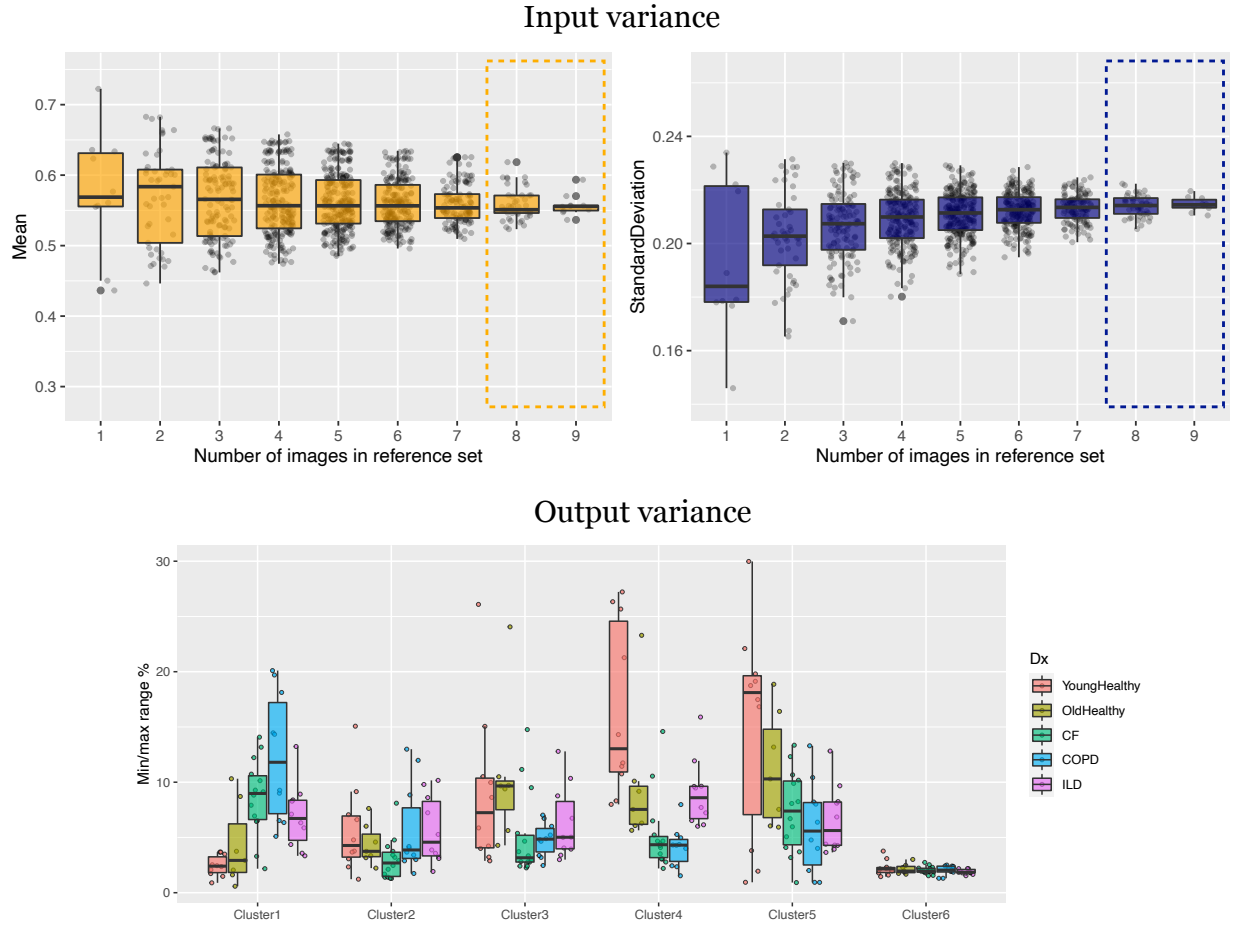 Input variance
Mean
0.7
0.6
0.5
0.4
0.3
1 2 3 4 5 6 7 8 9
Number of images in reference set
StandardDeviation
0.24
0.20
0.16
1 2 3 4 5 6 7 8 9
Number of images in reference set
Output variance
Min/max range %
30
20
10
0
Cluster1 Cluster2 Cluster3 Cluster4 Cluster5 Cluster6
Dx
YoungHealthy
OldHealthy
CF
COPD
ILD